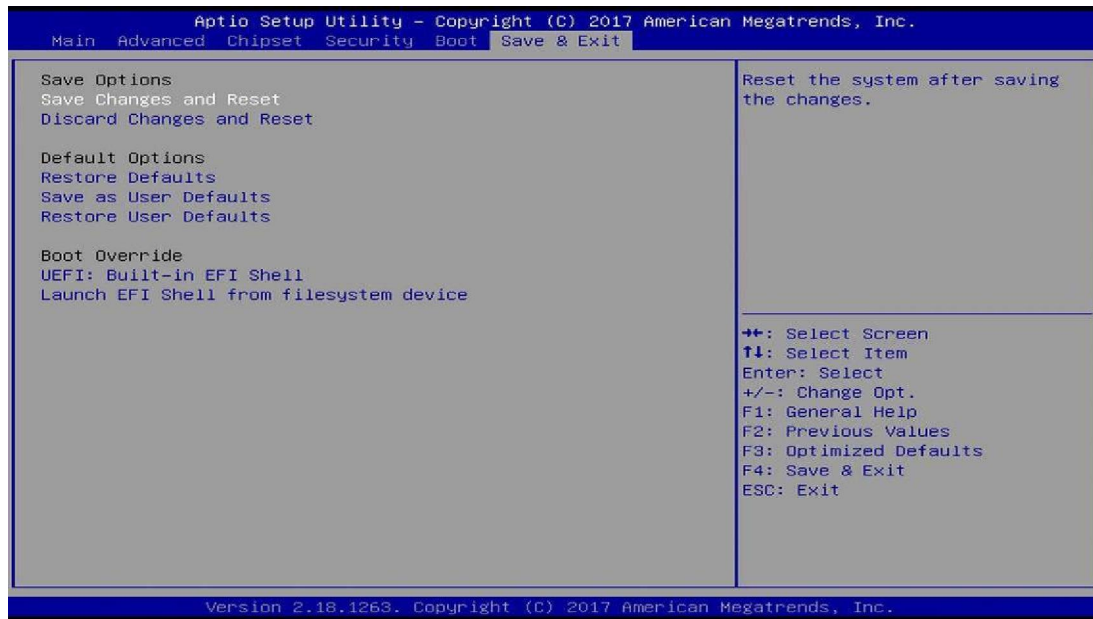 Aptio Setup Utility – Copyright (C) 2017 American Megatrends, Inc.
Main Advanced Chipset Security Boot Save & Exit
Save Options
Save Changes and Reset
Discard Changes and Reset
Default Options
Restore Defaults
Save as User Defaults
Restore User Defaults
Boot Override
UEFI: Built-in EFI Shell
Launch EFI Shell from filesystem device
Reset the system after saving
the changes.
→←: Select Screen
↑↓: Select Item
Enter: Select
+/-: Change Opt.
F1: General Help
F2: Previous Values
F3: Optimized Defaults
F4: Save & Exit
ESC: Exit
Version 2.18.1263. Copyright (C) 2017 American Megatrends, Inc.